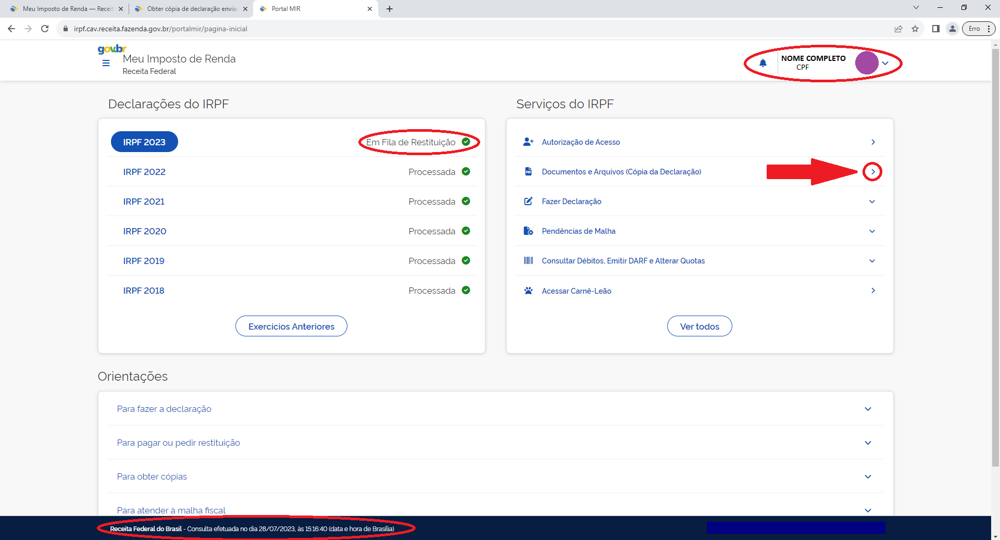 Meu Imposto de Renda — Receit
Obter cópia de declaração enviac
Portal MIR
irpf.cav.receita.fazenda.gov.br/portalmir/pagina-inicial
Erro
gov.br
Meu Imposto de Renda
Receita Federal
NOME COMPLETO
CPF
Declarações do IRPF
IRPF 2023
Em Fila de Restituição
IRPF 2022
Processada
IRPF 2021
Processada
IRPF 2020
Processada
IRPF 2019
Processada
IRPF 2018
Processada
Exercícios Anteriores
Serviços do IRPF
Autorização de Acesso
PDF
Documentos e Arquivos (Cópia da Declaração)
Fazer Declaração
Pendências de Malha
Consultar Débitos, Emitir DARF e Alterar Quotas
Acessar Carnê-Leão
Ver todos
Orientações
Para fazer a declaração
Para pagar ou pedir restituição
Para obter cópias
Para atender à malha fiscal
Receita Federal do Brasil - Consulta efetuada no dia 28/07/2023, às 15:16:40 (data e hora de Brasília)